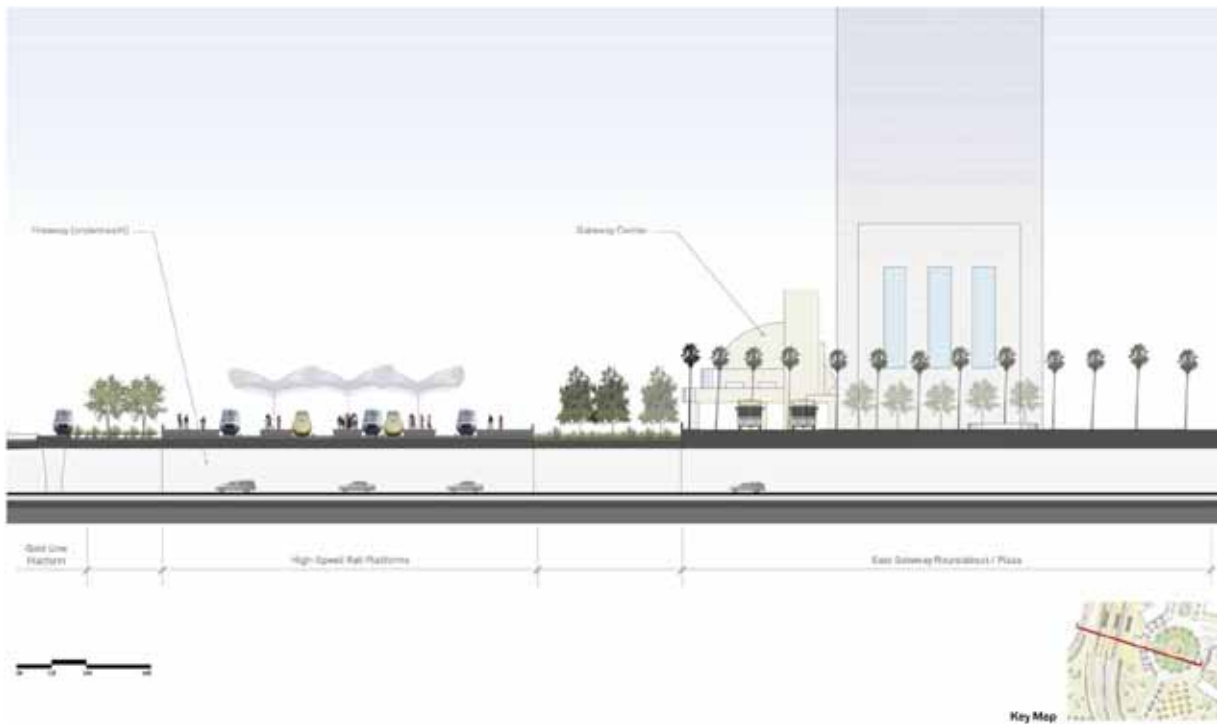 Freeway (underneath)
Gateway Center
Gold Line
Platform
High Speed Rail Platforms
East Gateway Roundabout / Plaza
Key Map